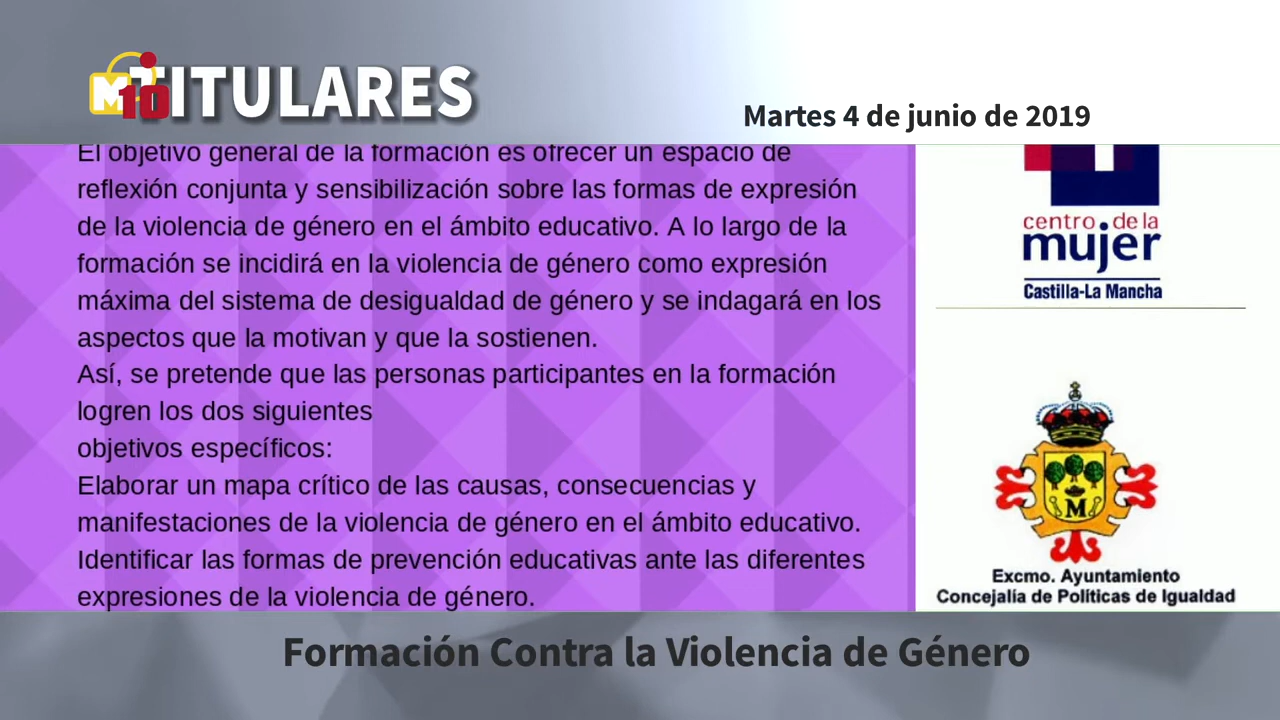 M10
TITULARES
Martes 4 de junio de 2019
El objetivo general de la formación es ofrecer un espacio de
reflexión conjunta y sensibilización sobre las formas de expresión
de la violencia de género en el ámbito educativo. A lo largo de la
formación se incidirá en la violencia de género como expresión
máxima del sistema de desigualdad de género y se indagará en los
aspectos que la motivan y que la sostienen.
Así, se pretende que las personas participantes en la formación
logren los dos siguientes
objetivos específicos:
Elaborar un mapa crítico de las causas, consecuencias y
manifestaciones de la violencia de género en el ámbito educativo.
Identificar las formas de prevención educativas ante las diferentes
expresiones de la violencia de género.
centro de la
mujer
Castilla-La Mancha
M
Excmo. Ayuntamiento
Concejalía de Políticas de Igualdad
Formación Contra la Violencia de Género